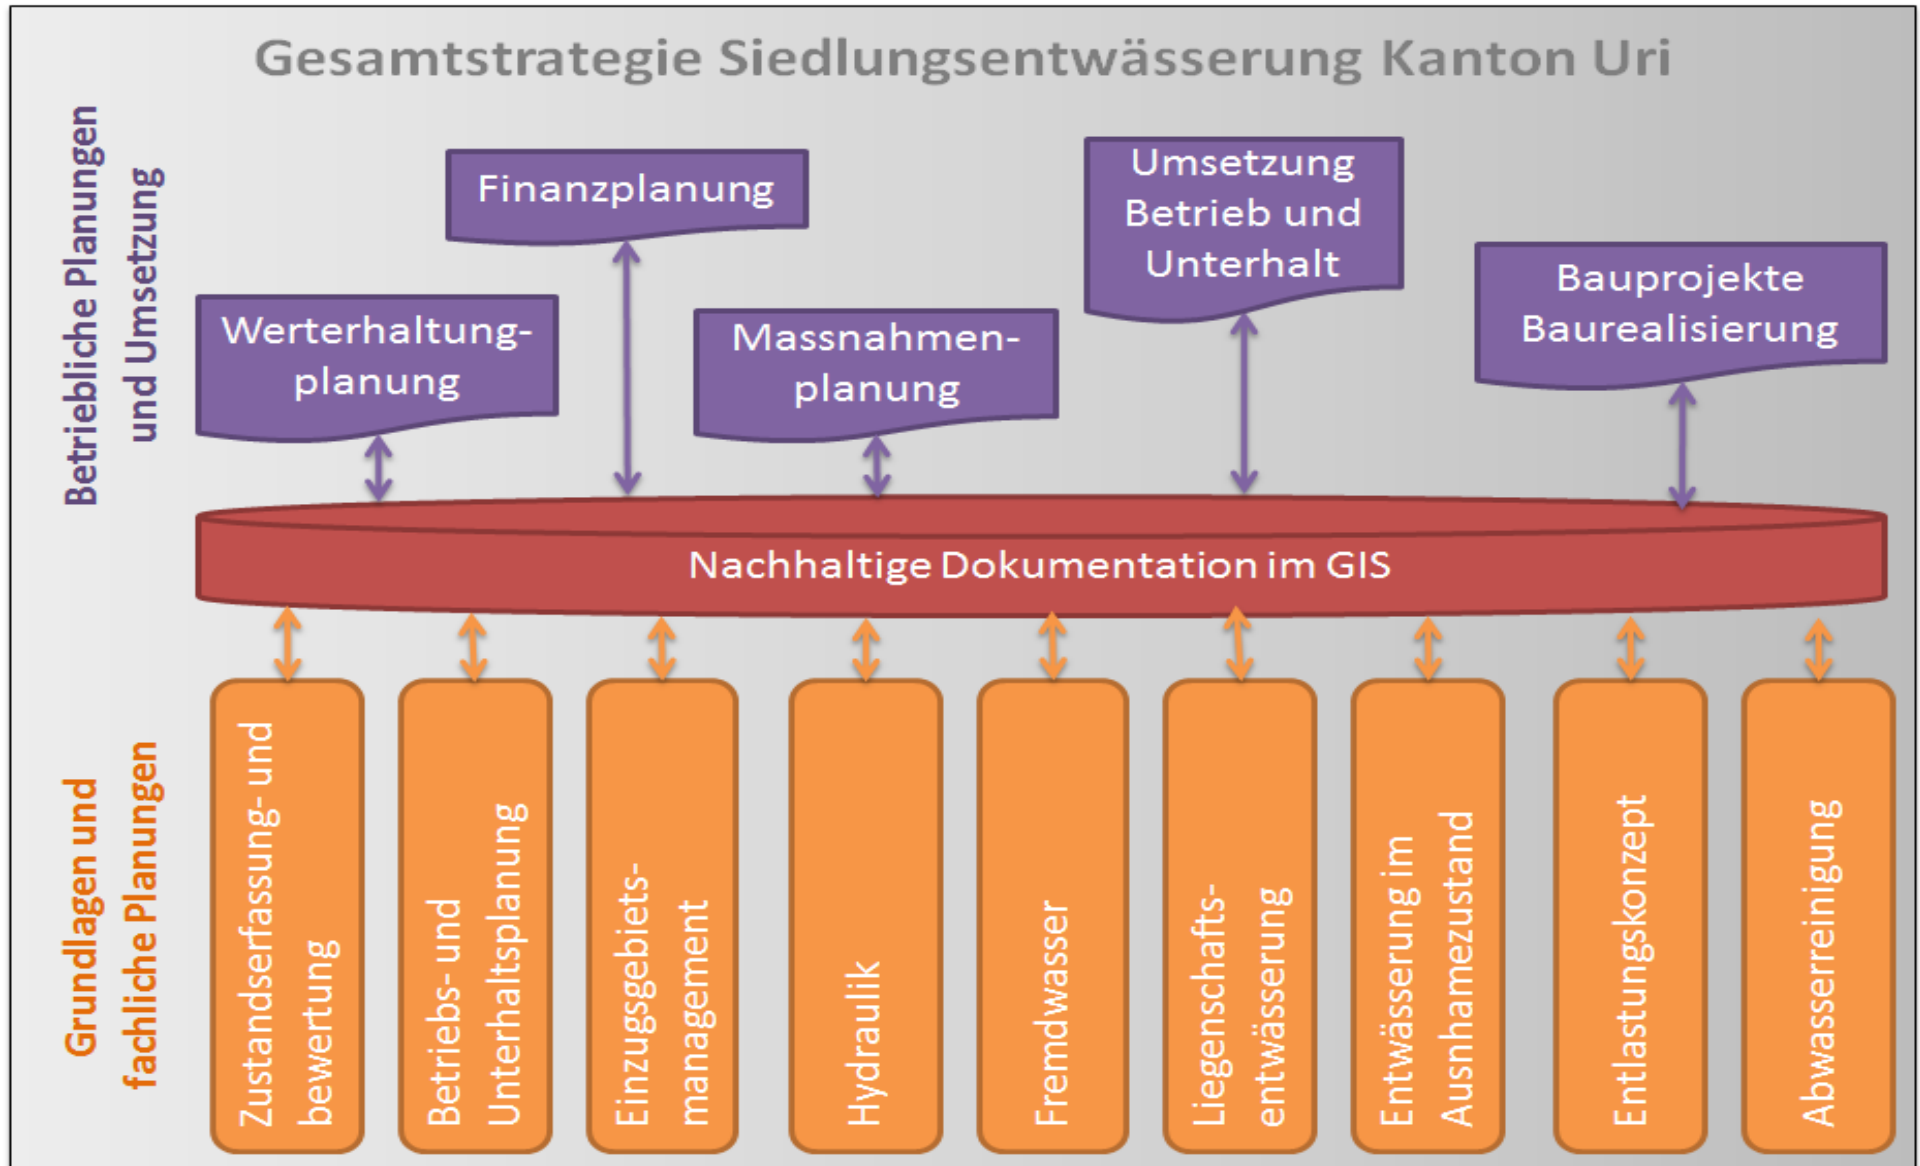 Gesamtstrategie Siedlungsentwässerung Kanton Uri
Betriebliche Planungen
und Umsetzung
Werterhaltung-
planung
Finanzplanung
Massnahmen-
planung
Umsetzung
Betrieb und
Unterhalt
Bauprojekte
Baurealisierung
Nachhaltige Dokumentation im GIS
Grundlagen und
fachliche Planungen
Zustandserfassung- und
bewertung
Betriebs- und
Unterhaltsplanung
Einzugsgebiets-
management
Hydraulik
Fremdwasser
Liegenschafts-
entwässerung
Entwässerung im
Ausnhamezustand
Entlastungskonzept
Abwasserreinigung